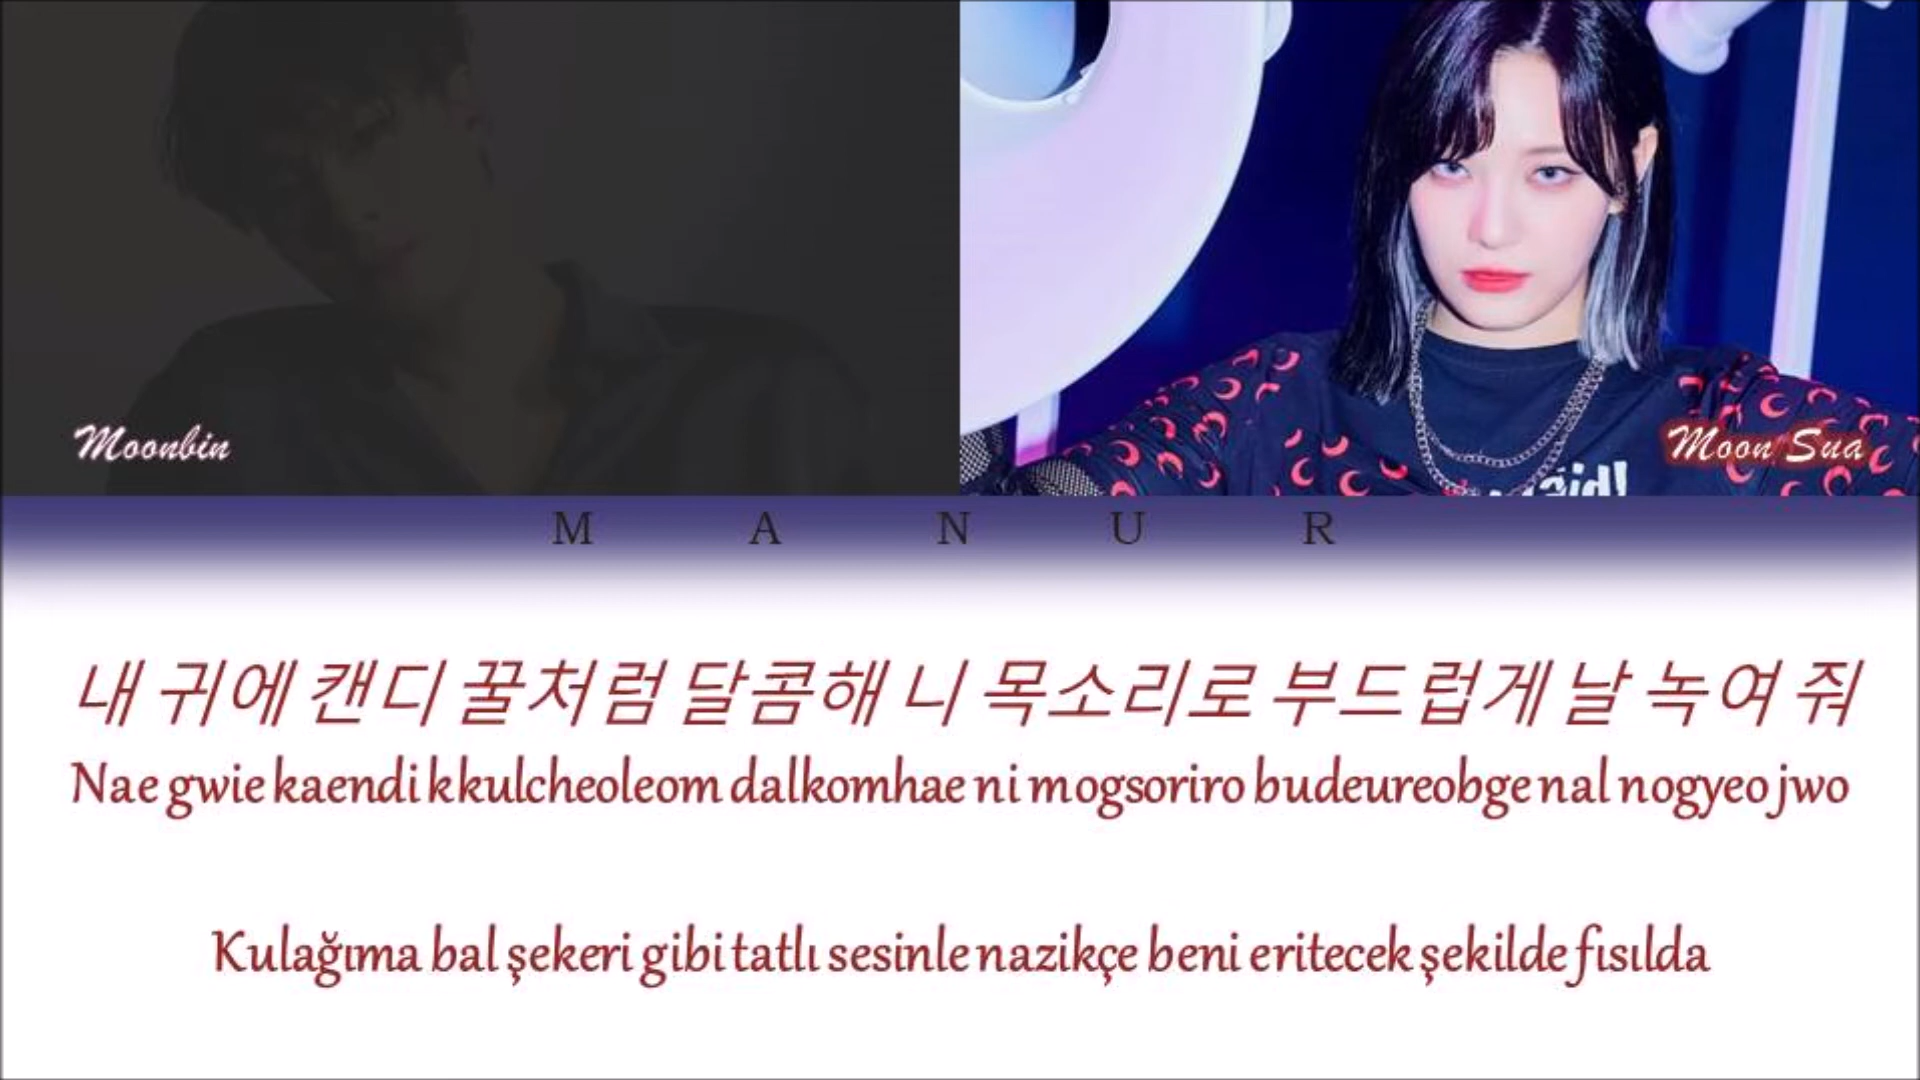 Moonbin
Moon Sua
M A N U R
내 귀에 캔디 꿀처럼 달콤해 니 목소리로 부드럽게 날 녹여 줘
Nae gwie kaendi kkulcheoleom dalkomhae ni mogsoriro budeureobge nal nogyeo jwo
Kulağıma bal şekeri gibi tatlı sesinle nazikçe beni eritecek şekilde fısılda